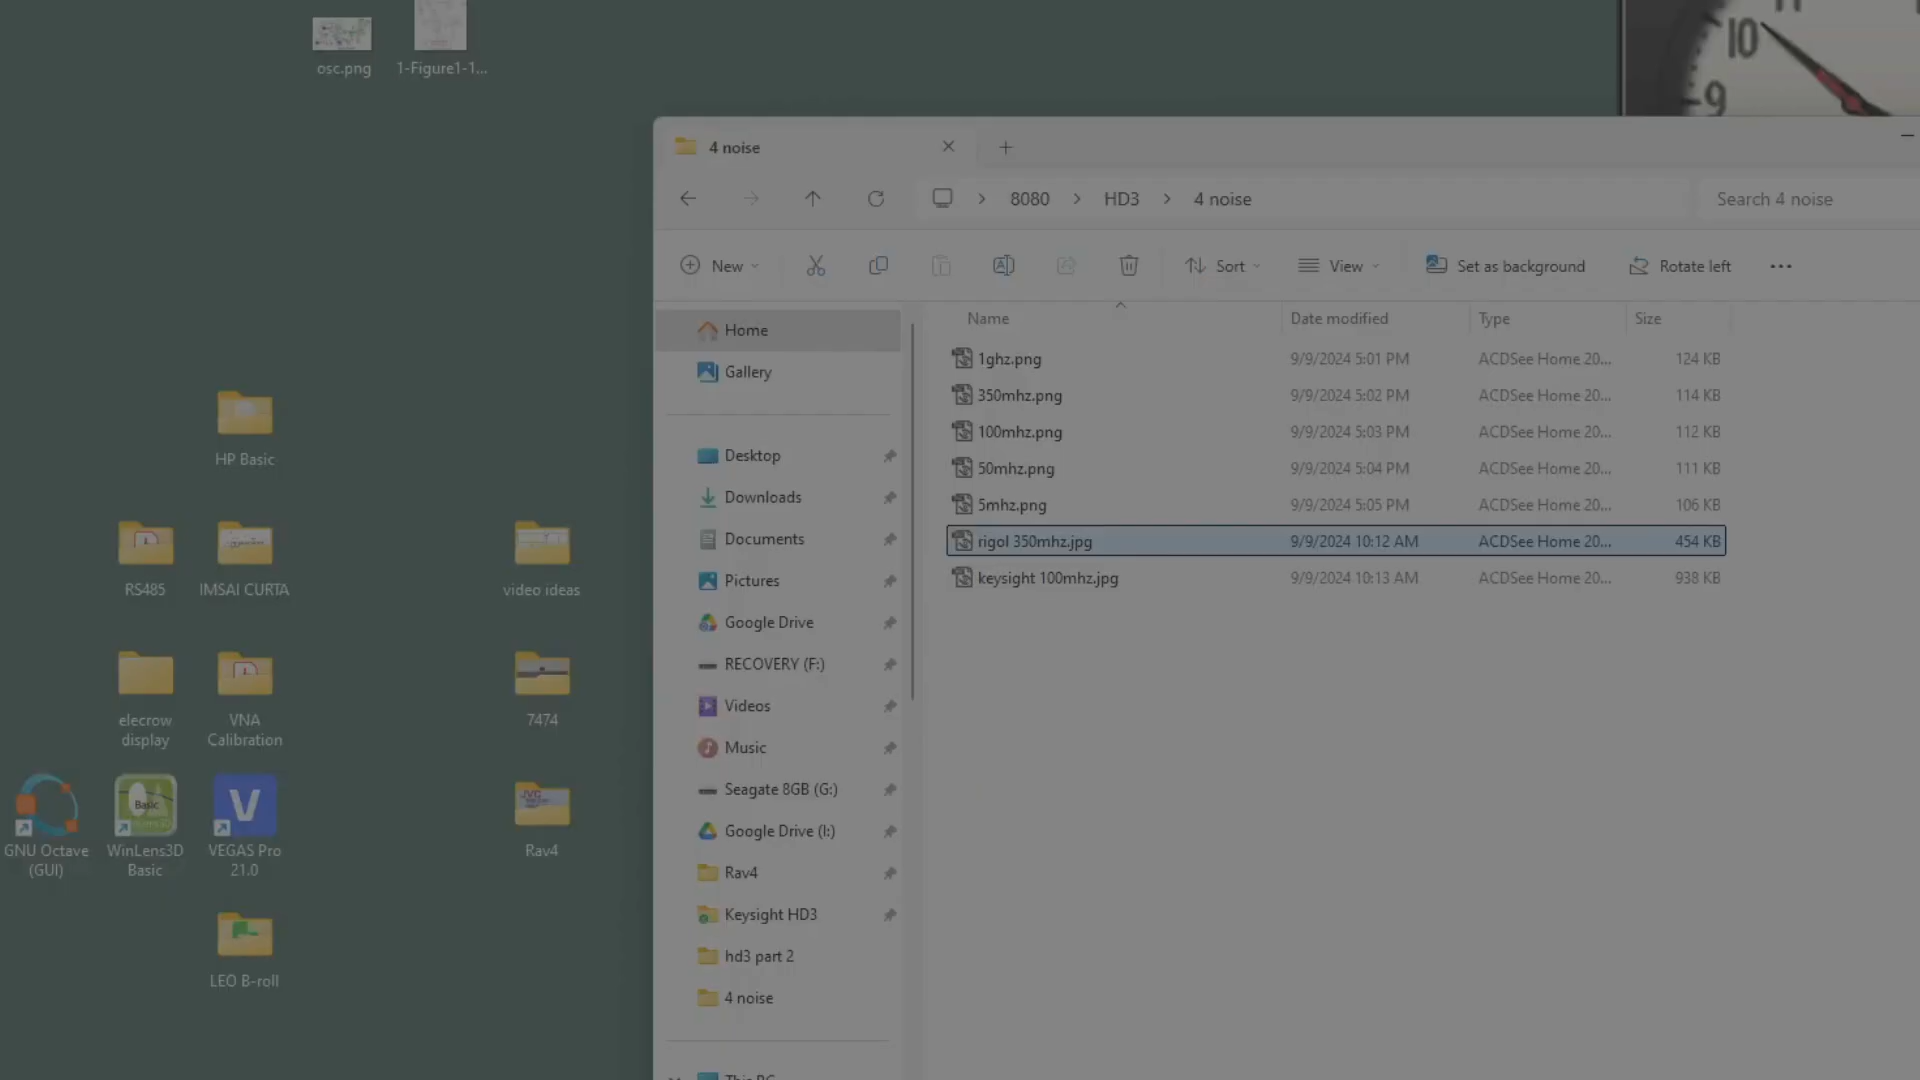 osc.png
1-Figure1-1...
10
9
4 noise
8080 HD3 4 noise
Search 4 noise
New
Sort
View
Set as background
Rotate left
Name Date modified Type Size
1ghz.png 9/9/2024 5:01 PM ACDSee Home 20... 124 KB
350mhz.png 9/9/2024 5:02 PM ACDSee Home 20... 114 KB
100mhz.png 9/9/2024 5:03 PM ACDSee Home 20... 112 KB
50mhz.png 9/9/2024 5:04 PM ACDSee Home 20... 111 KB
5mhz.png 9/9/2024 5:05 PM ACDSee Home 20... 106 KB
rigol 350mhz.jpg 9/9/2024 10:12 AM ACDSee Home 20... 454 KB
keysight 100mhz.jpg 9/9/2024 10:13 AM ACDSee Home 20... 938 KB
Home
Gallery
Desktop
Downloads
Documents
Pictures
Google Drive
RECOVERY (F:)
Videos
Music
Seagate 8GB (G:)
Google Drive (I:)
Rav4
Keysight HD3
hd3 part 2
4 noise
This PC
HP Basic
RS485
IMSAI CURTA
video ideas
elecrow
display
VNA
Calibration
7474
Basic
V
GNU Octave
(GUI)
WinLens3D
Basic
VEGAS Pro
21.0
JVC
Rav4
LEO B-roll